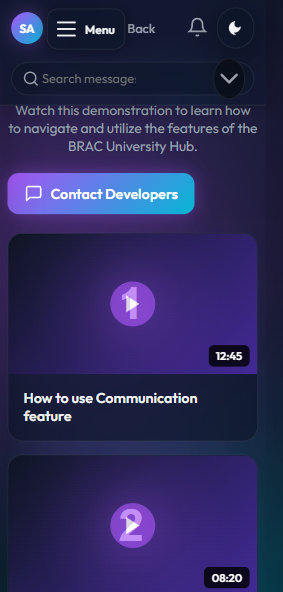 SA
Menu
Back
Search message:
Watch this demonstration to learn how
to navigate and utilize the features of the
BRAC University Hub.
Contact Developers
1
12:45
How to use Communication
feature
2
08:20